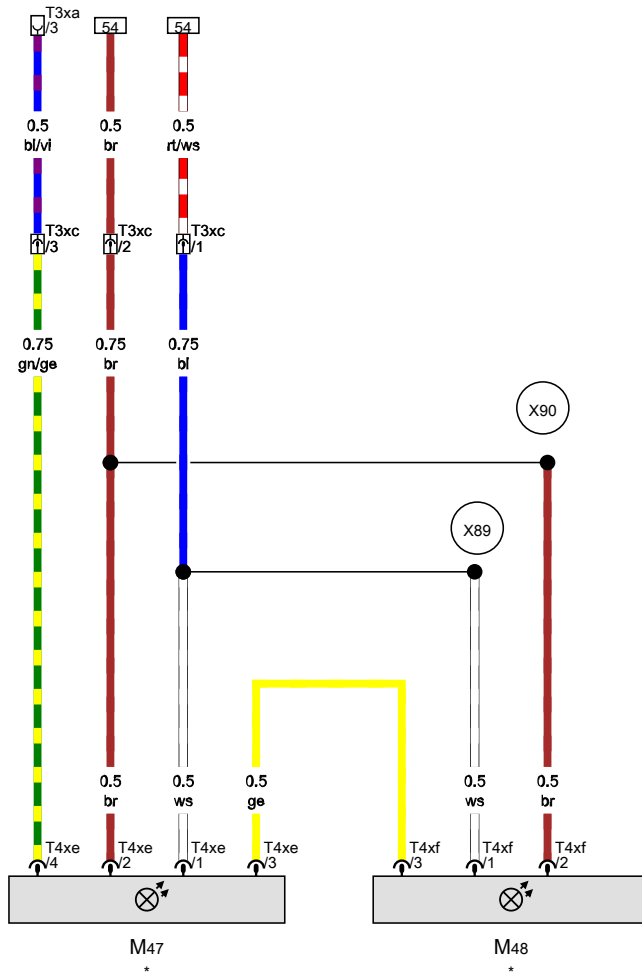 T3xa
/3
54
54
0.5
bl/vi
0.5
br
0.5
rt/ws
T3xc
/3
T3xc
/2
T3xc
/1
0.75
gn/ge
0.75
br
0.75
bl
X90
X89
0.5
br
0.5
ws
0.5
ge
0.5
ws
0.5
br
T4xe
/4
T4xe
/2
T4xe
/1
T4xe
/3
T4xf
/3
T4xf
/1
T4xf
/2
M47
*
M48
*